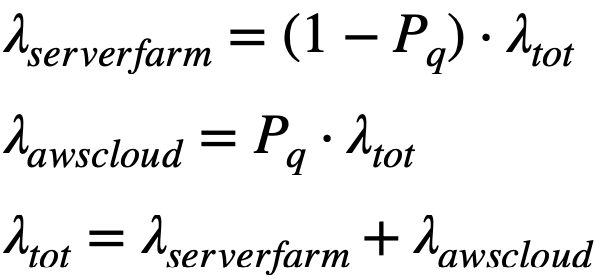 λ_serverfarm = (1 − P_q) · λ_tot
λ_awscloud = P_q · λ_tot
λ_tot = λ_serverfarm + λ_awscloud